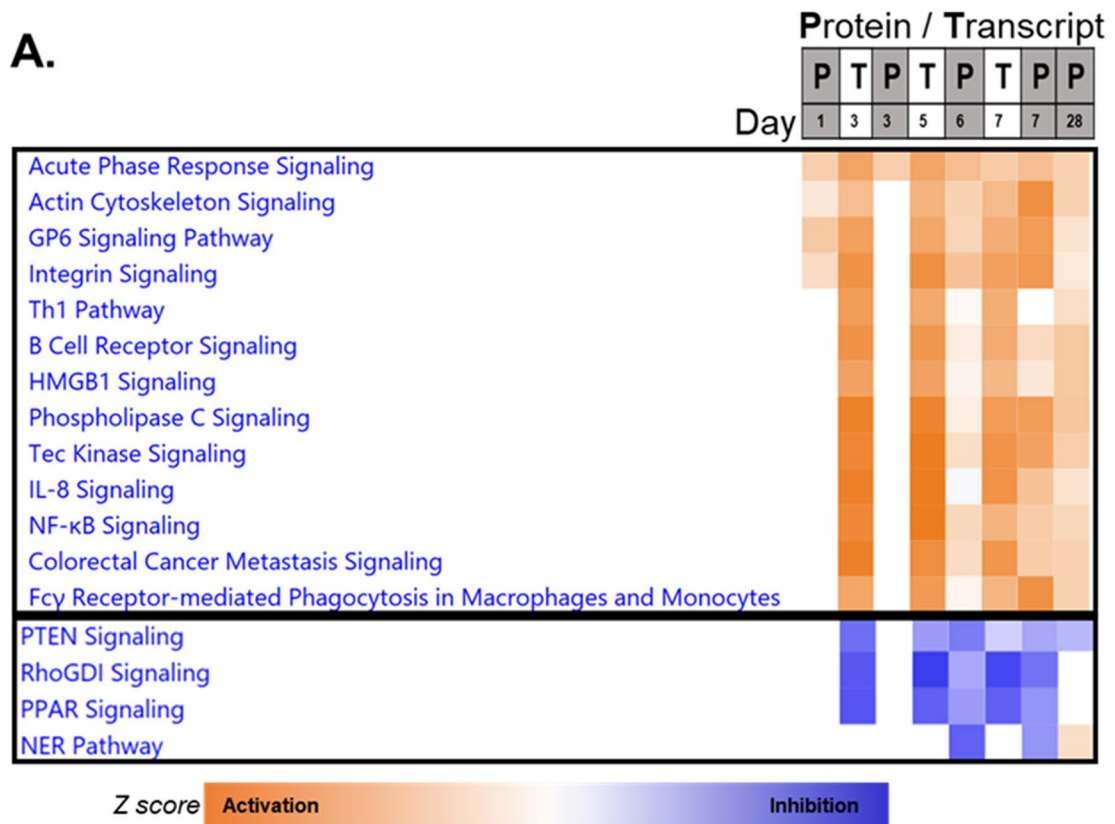 A.
Protein / Transcript
P T P T P T P P
Day 1 3 3 5 6 7 7 28
Acute Phase Response Signaling
Actin Cytoskeleton Signaling
GP6 Signaling Pathway
Integrin Signaling
Th1 Pathway
B Cell Receptor Signaling
HMGB1 Signaling
Phospholipase C Signaling
Tec Kinase Signaling
IL-8 Signaling
NF-κB Signaling
Colorectal Cancer Metastasis Signaling
Fcγ Receptor-mediated Phagocytosis in Macrophages and Monocytes
PTEN Signaling
RhoGDI Signaling
PPAR Signaling
NER Pathway
Z score Activation Inhibition